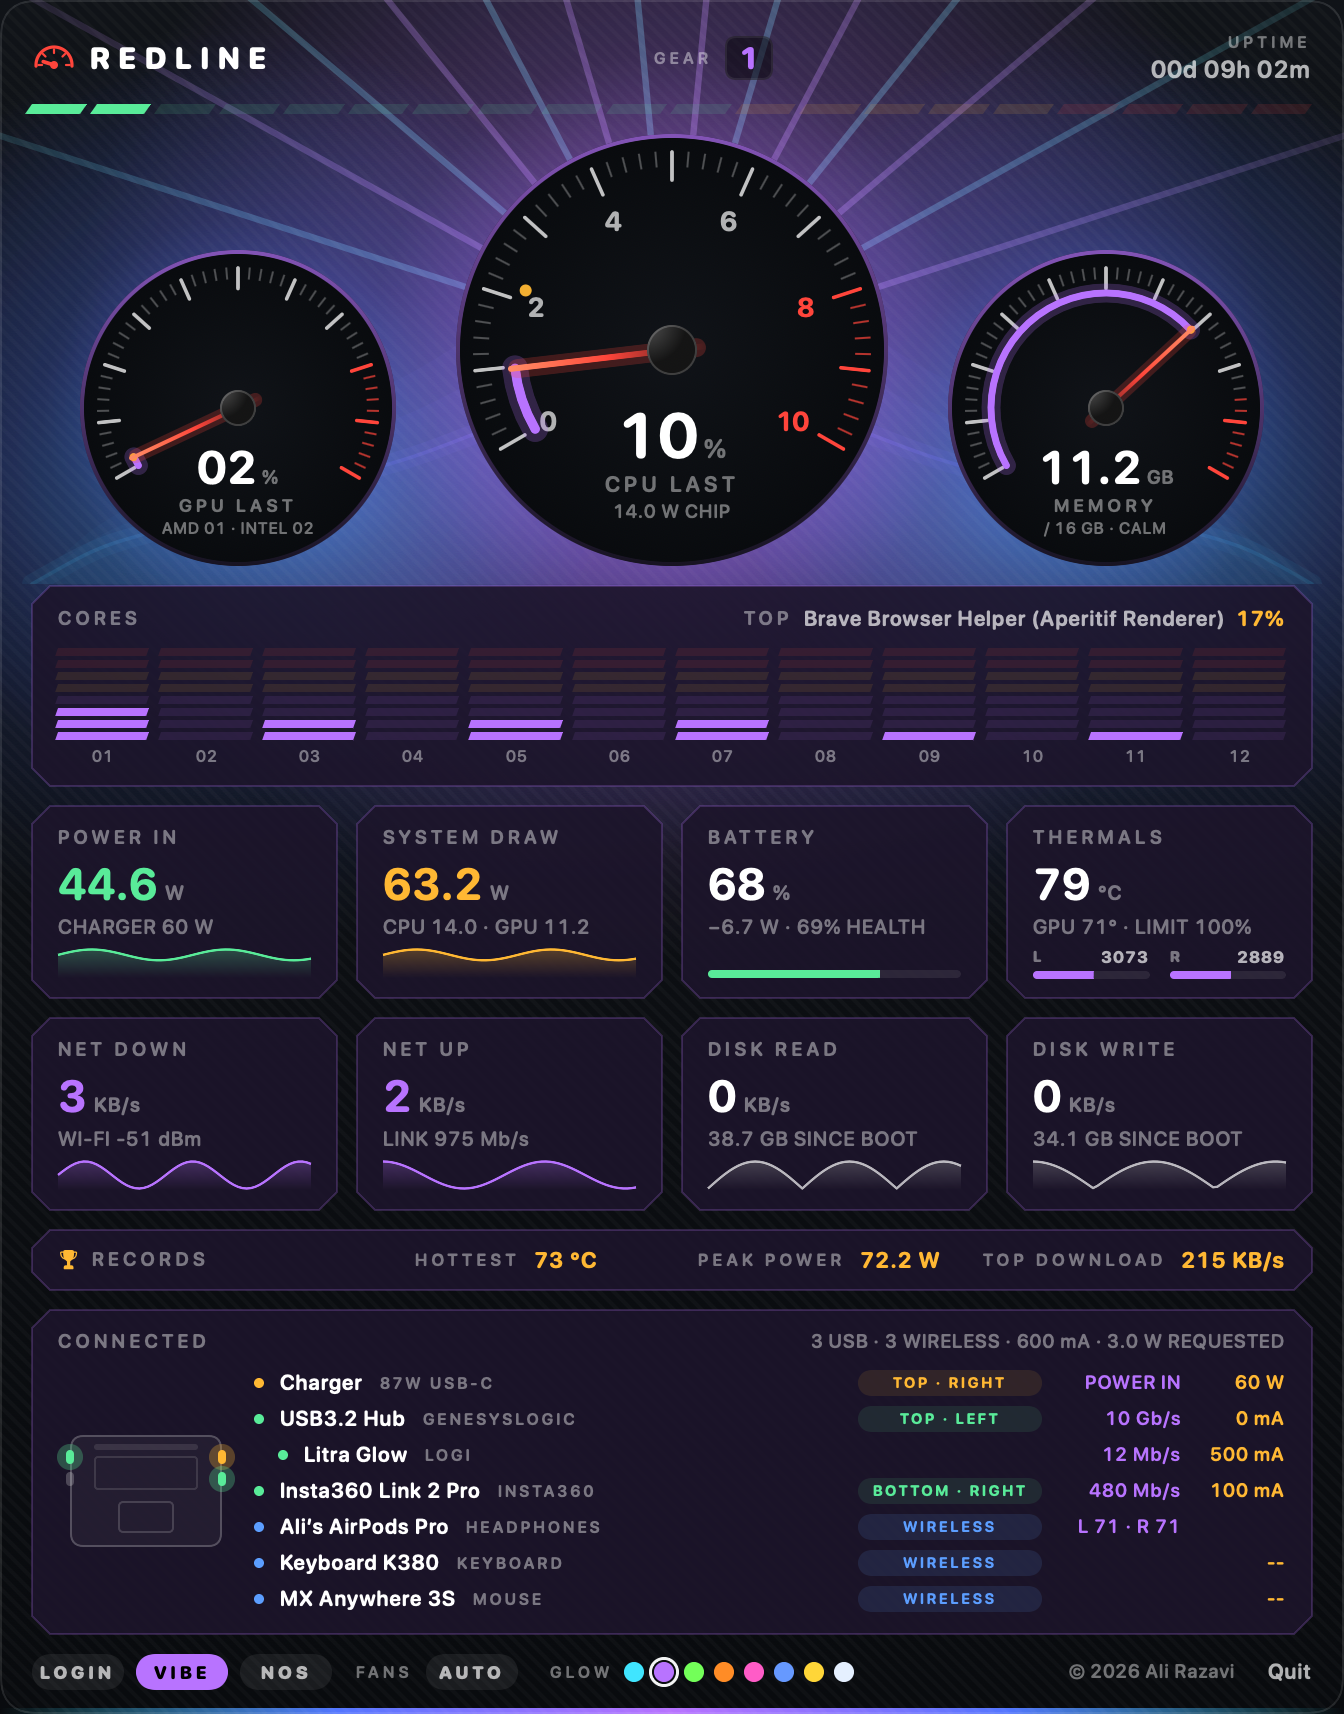 REDLINE
GEAR 1
UPTIME
00d 09h 02m
4 6
2 8
0 10
10 %
CPU LAST
14.0 W CHIP
02 %
GPU LAST
AMD 01 · INTEL 02
11.2 GB
MEMORY
/ 16 GB · CALM
CORES TOP Brave Browser Helper (Aperitif Renderer) 17%
01 02 03 04 05 06 07 08 09 10 11 12
POWER IN
44.6 W
CHARGER 60 W
SYSTEM DRAW
63.2 W
CPU 14.0 · GPU 11.2
BATTERY
68 %
−6.7 W · 69% HEALTH
THERMALS
79 °C
GPU 71° · LIMIT 100%
L 3073 R 2889
NET DOWN
3 KB/s
WI-FI -51 dBm
NET UP
2 KB/s
LINK 975 Mb/s
DISK READ
0 KB/s
38.7 GB SINCE BOOT
DISK WRITE
0 KB/s
34.1 GB SINCE BOOT
RECORDS HOTTEST 73 °C PEAK POWER 72.2 W TOP DOWNLOAD 215 KB/s
CONNECTED 3 USB · 3 WIRELESS · 600 mA · 3.0 W REQUESTED
Charger 87W USB-C TOP · RIGHT POWER IN 60 W
USB3.2 Hub GENESYSLOGIC TOP · LEFT 10 Gb/s 0 mA
Litra Glow LOGI 12 Mb/s 500 mA
Insta360 Link 2 Pro INSTA360 BOTTOM · RIGHT 480 Mb/s 100 mA
Ali's AirPods Pro HEADPHONES WIRELESS L 71 · R 71
Keyboard K380 KEYBOARD WIRELESS --
MX Anywhere 3S MOUSE WIRELESS --
LOGIN VIBE NOS FANS AUTO GLOW © 2026 Ali Razavi Quit